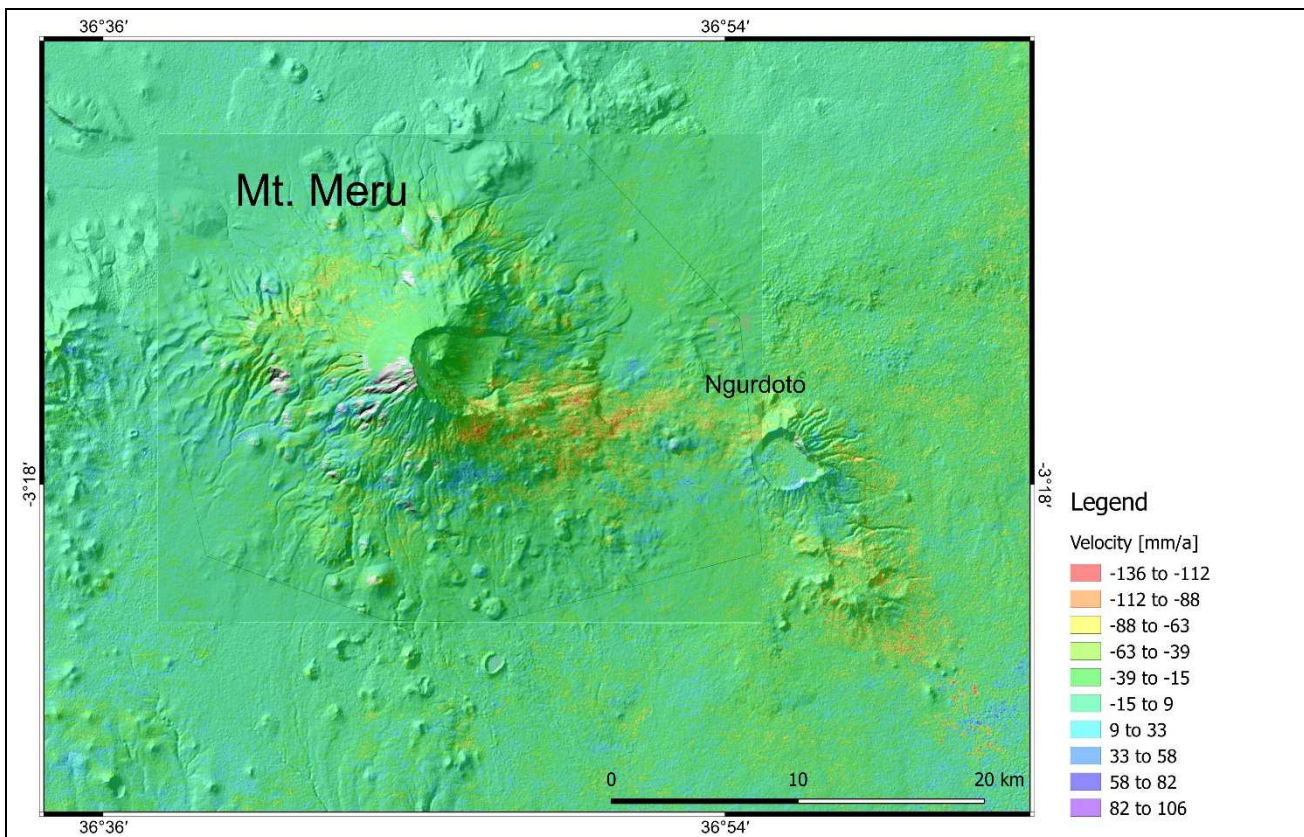 36°36′ 36°54′
Mt. Meru
Ngurdoto
-3°18′ -3°18′
Legend
Velocity [mm/a]
-136 to -112
-112 to -88
-88 to -63
-63 to -39
-39 to -15
-15 to 9
9 to 33
33 to 58
58 to 82
82 to 106
0 10 20 km
36°36′ 36°54′